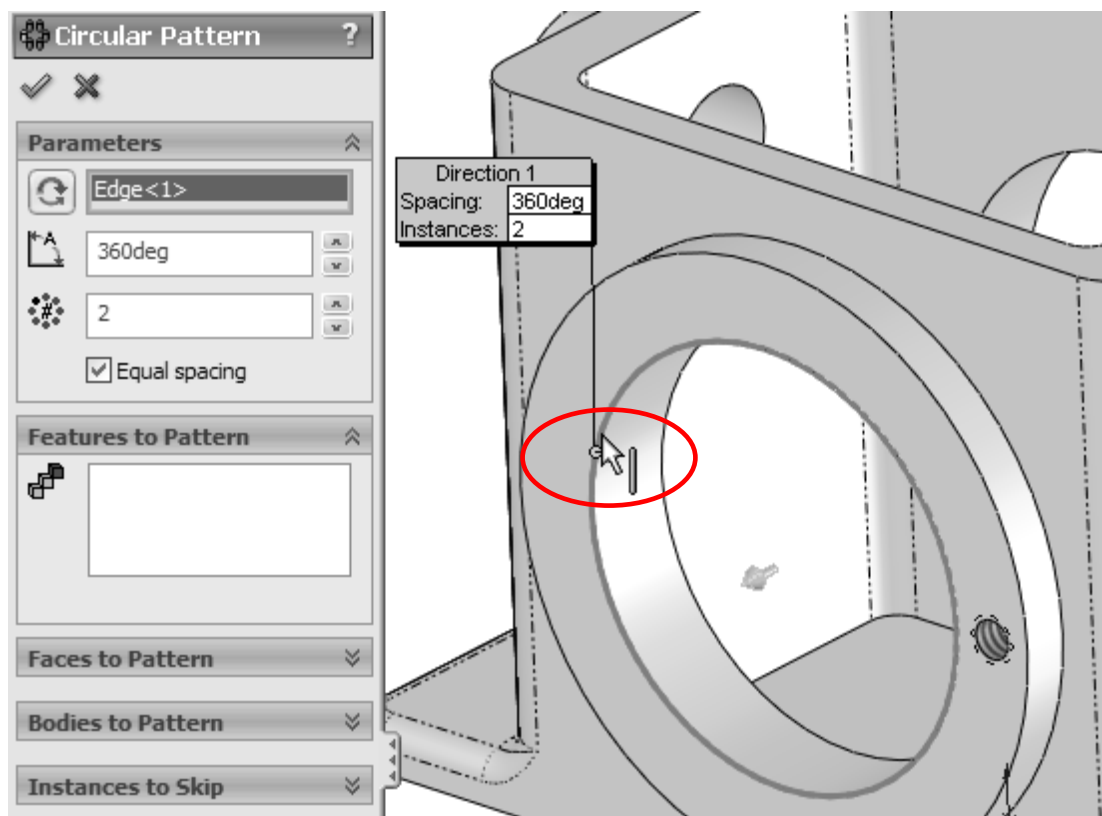 Circular Pattern ?
Parameters
Edge<1>
A
360deg
#
2
Equal spacing
Features to Pattern
Faces to Pattern
Bodies to Pattern
Instances to Skip
Direction 1
Spacing: 360deg
Instances: 2